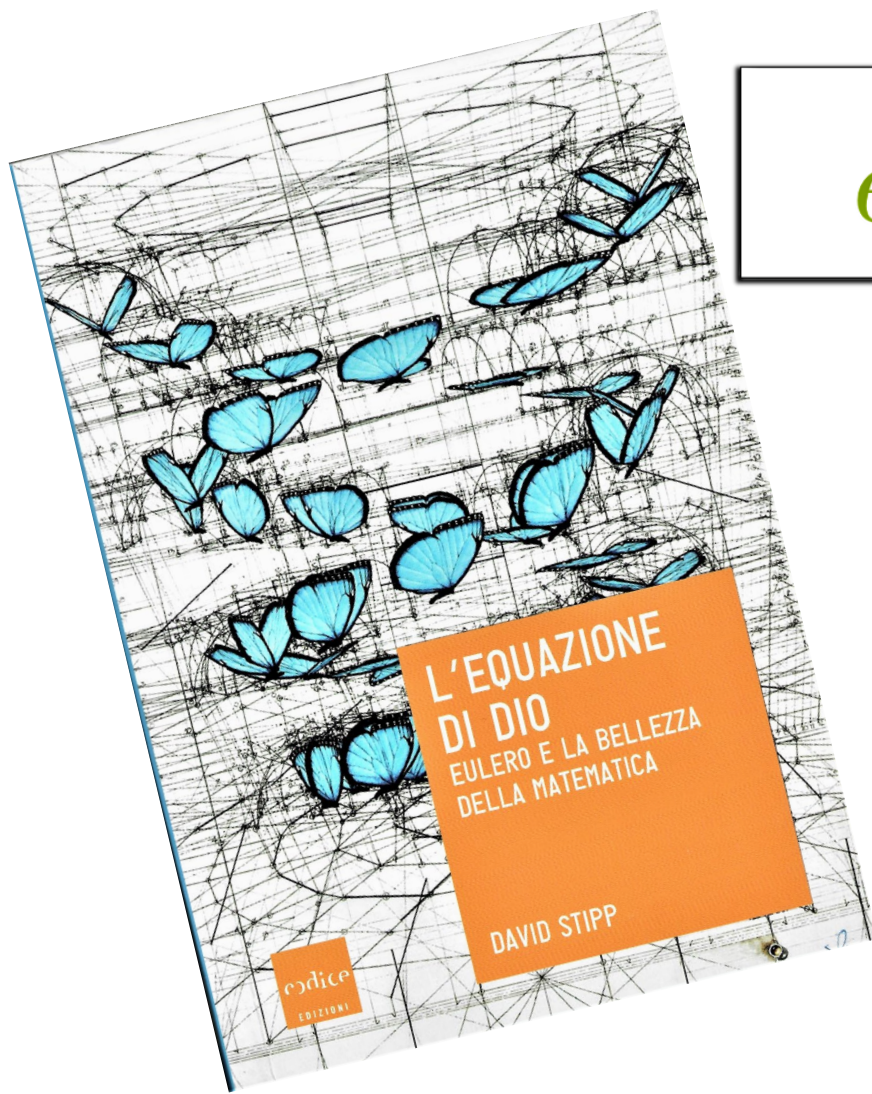 e
L'EQUAZIONE
DI DIO
EULERO E LA BELLEZZA
DELLA MATEMATICA
DAVID STIPP
codice
EDIZIONI